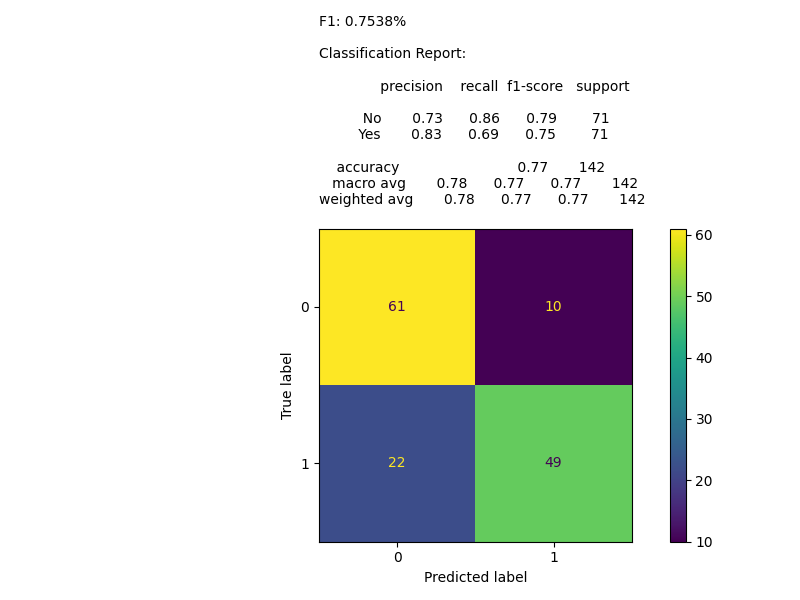 F1: 0.7538%
Classification Report:
precision recall f1-score support
No 0.73 0.86 0.79 71
Yes 0.83 0.69 0.75 71
accuracy 0.77 142
macro avg 0.78 0.77 0.77 142
weighted avg 0.78 0.77 0.77 142
60
50
40
30
20
10
0
61
10
True label
1
22
49
0
1
Predicted label